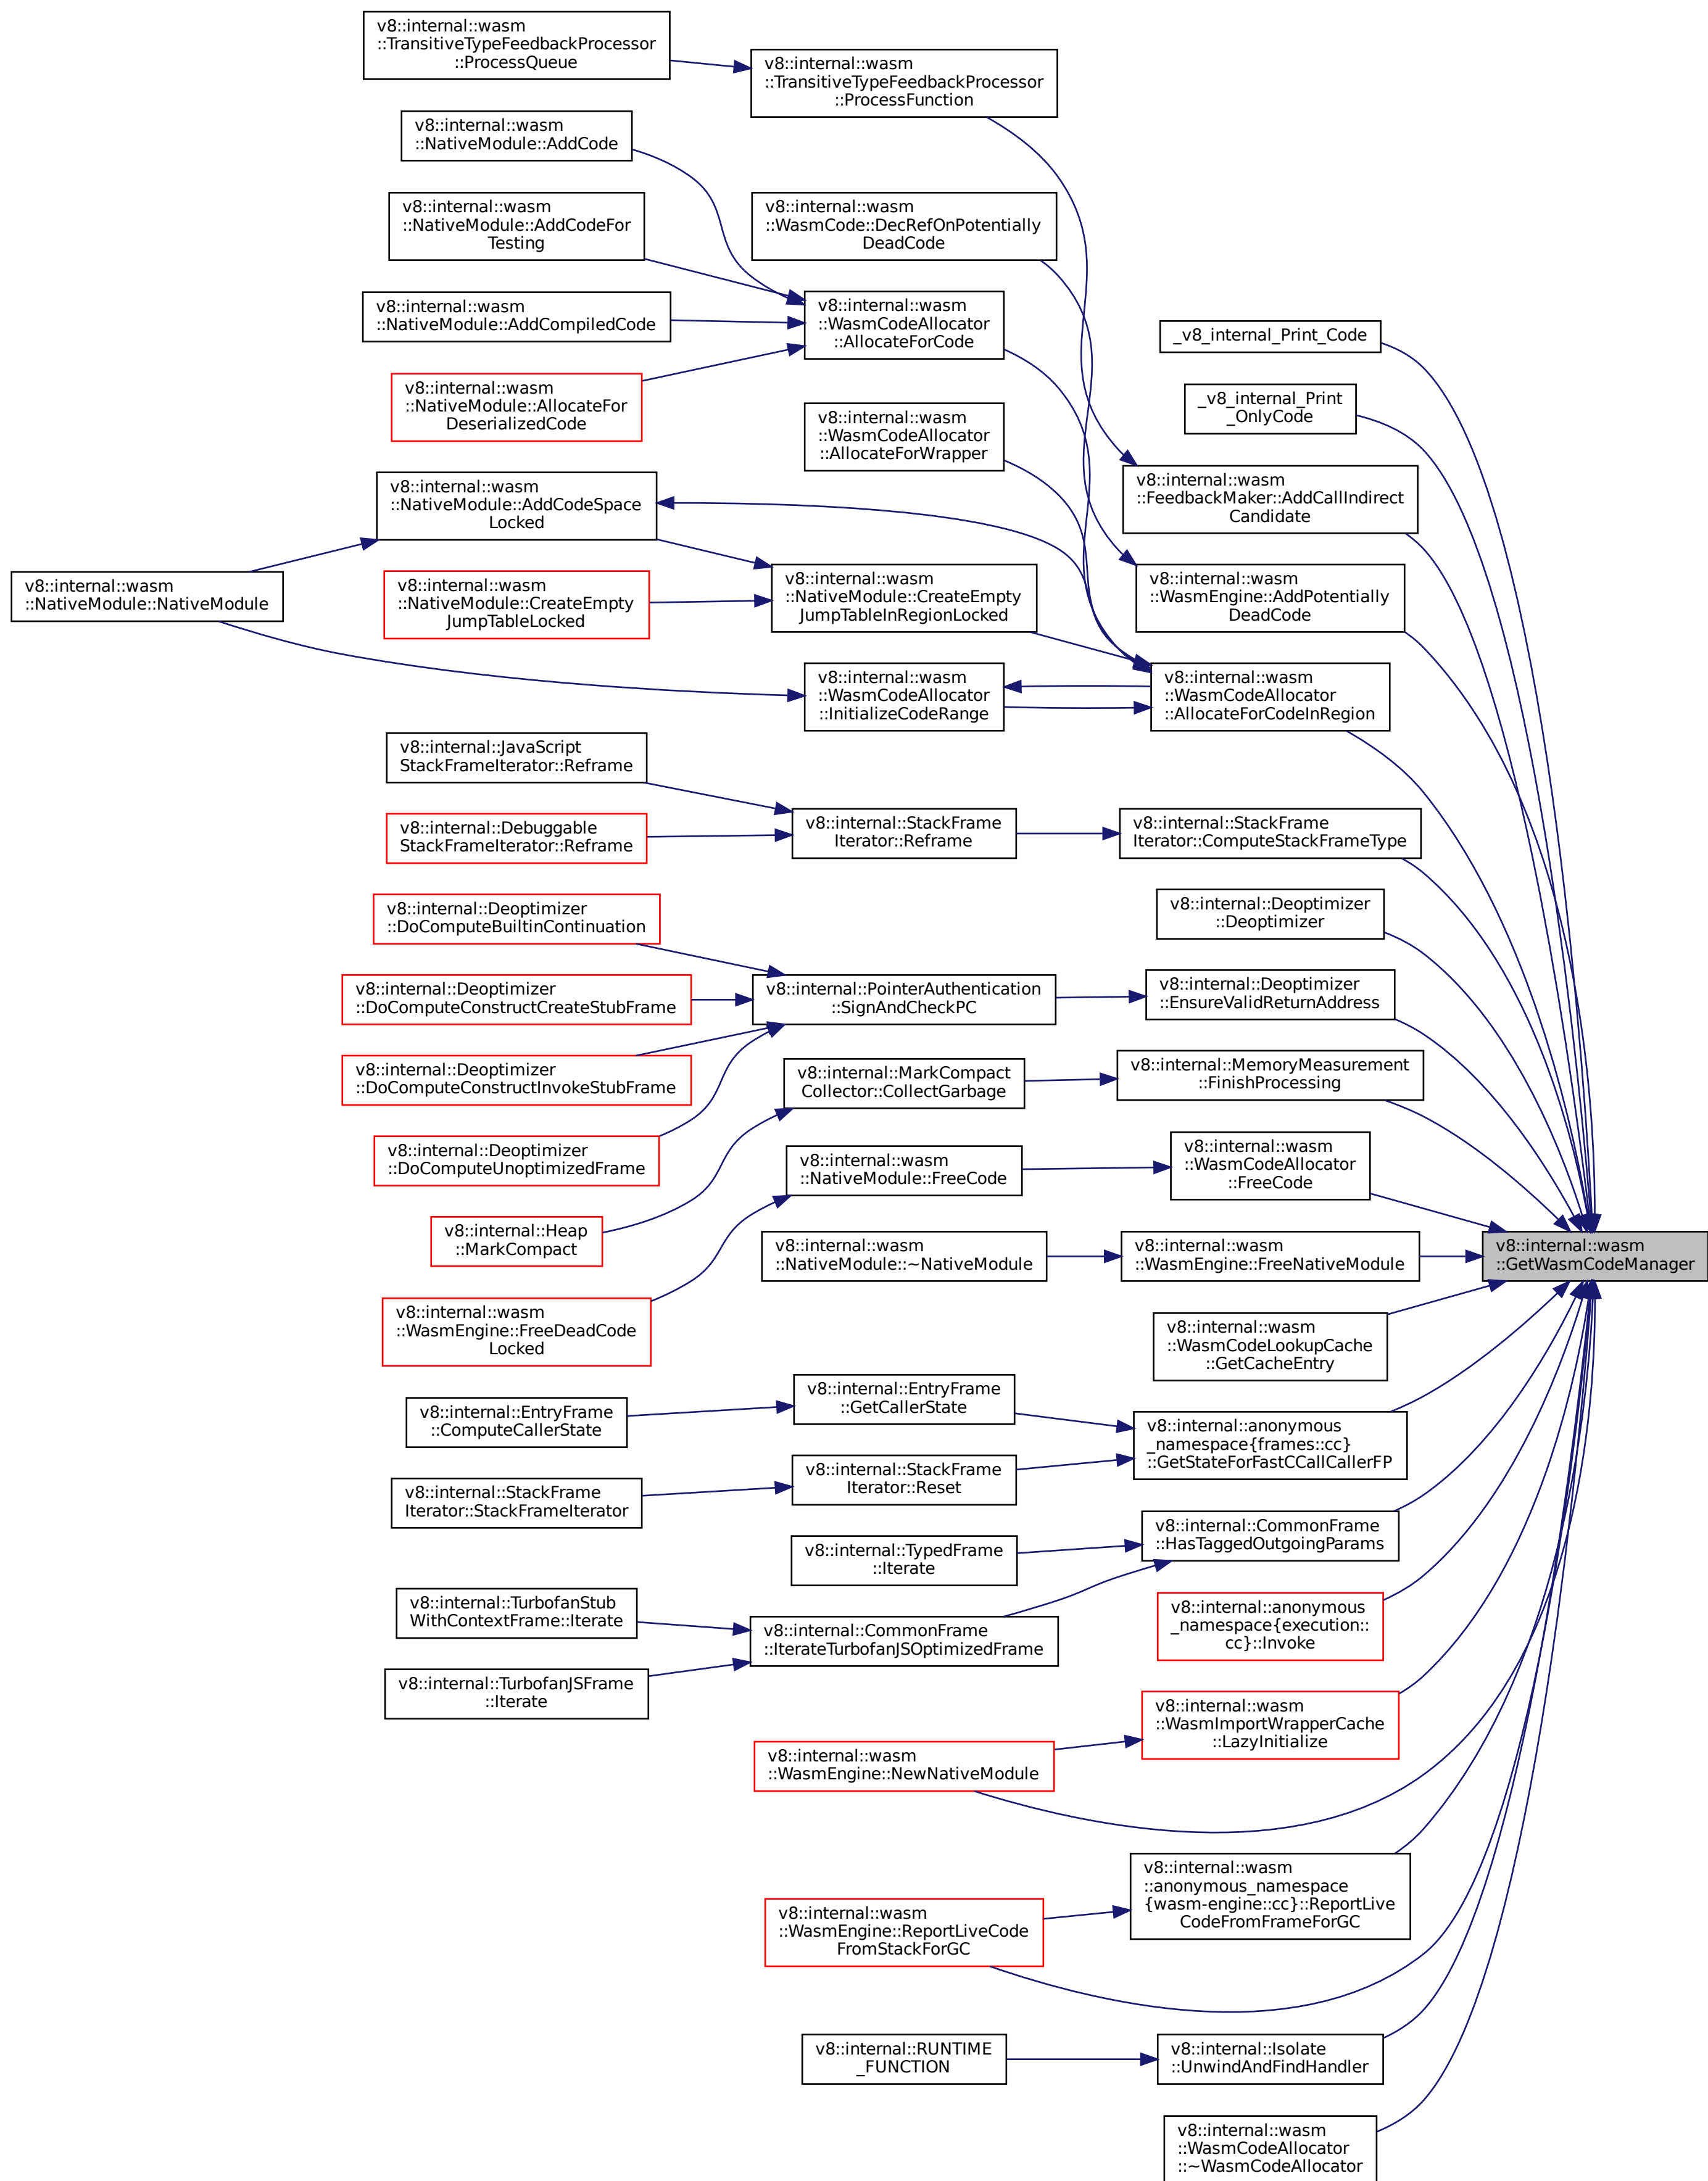 v8::internal::wasm
::TransitiveTypeFeedbackProcessor
::ProcessQueue
v8::internal::wasm
::TransitiveTypeFeedbackProcessor
::ProcessFunction
v8::internal::wasm
::NativeModule::AddCode
v8::internal::wasm
::NativeModule::AddCodeFor
Testing
v8::internal::wasm
::WasmCode::DecRefOnPotentially
DeadCode
v8::internal::wasm
::NativeModule::AddCompiledCode
v8::internal::wasm
::WasmCodeAllocator
::AllocateForCode
_v8_internal_Print_Code
v8::internal::wasm
::NativeModule::AllocateFor
DeserializedCode
_v8_internal_Print
_OnlyCode
v8::internal::wasm
::WasmCodeAllocator
::AllocateForWrapper
v8::internal::wasm
::FeedbackMaker::AddCallIndirect
Candidate
v8::internal::wasm
::NativeModule::AddCodeSpace
Locked
v8::internal::wasm
::NativeModule::NativeModule
v8::internal::wasm
::NativeModule::CreateEmpty
JumpTableLocked
v8::internal::wasm
::NativeModule::CreateEmpty
JumpTableInRegionLocked
v8::internal::wasm
::WasmEngine::AddPotentially
DeadCode
v8::internal::wasm
::WasmCodeAllocator
::InitializeCodeRange
v8::internal::wasm
::WasmCodeAllocator
::AllocateForCodeInRegion
v8::internal::JavaScript
StackFrameIterator::Reframe
v8::internal::Debuggable
StackFrameIterator::Reframe
v8::internal::StackFrame
Iterator::Reframe
v8::internal::StackFrame
Iterator::ComputeStackFrameType
v8::internal::Deoptimizer
::DoComputeBuiltinContinuation
v8::internal::Deoptimizer
::Deoptimizer
v8::internal::Deoptimizer
::DoComputeConstructCreateStubFrame
v8::internal::PointerAuthentication
::SignAndCheckPC
v8::internal::Deoptimizer
::EnsureValidReturnAddress
v8::internal::Deoptimizer
::DoComputeConstructInvokeStubFrame
v8::internal::MarkCompact
Collector::CollectGarbage
v8::internal::MemoryMeasurement
::FinishProcessing
v8::internal::Deoptimizer
::DoComputeUnoptimizedFrame
v8::internal::wasm
::NativeModule::FreeCode
v8::internal::wasm
::WasmCodeAllocator
::FreeCode
v8::internal::Heap
::MarkCompact
v8::internal::wasm
::NativeModule::~NativeModule
v8::internal::wasm
::WasmEngine::FreeNativeModule
v8::internal::wasm
::GetWasmCodeManager
v8::internal::wasm
::WasmEngine::FreeDeadCode
Locked
v8::internal::wasm
::WasmCodeLookupCache
::GetCacheEntry
v8::internal::EntryFrame
::ComputeCallerState
v8::internal::EntryFrame
::GetCallerState
v8::internal::anonymous
_namespace{frames::cc}
::GetStateForFastCCallCallerFP
v8::internal::StackFrame
Iterator::StackFrameIterator
v8::internal::StackFrame
Iterator::Reset
v8::internal::TypedFrame
::Iterate
v8::internal::CommonFrame
::HasTaggedOutgoingParams
v8::internal::TurbofanStub
WithContextFrame::Iterate
v8::internal::CommonFrame
::IterateTurbofanJSOptimizedFrame
v8::internal::anonymous
_namespace{execution::
cc}::Invoke
v8::internal::TurbofanJSFrame
::Iterate
v8::internal::wasm
::WasmEngine::NewNativeModule
v8::internal::wasm
::WasmImportWrapperCache
::LazyInitialize
v8::internal::wasm
::anonymous_namespace
{wasm-engine::cc}::ReportLive
CodeFromFrameForGC
v8::internal::wasm
::WasmEngine::ReportLiveCode
FromStackForGC
v8::internal::RUNTIME
_FUNCTION
v8::internal::Isolate
::UnwindAndFindHandler
v8::internal::wasm
::WasmCodeAllocator
::~WasmCodeAllocator